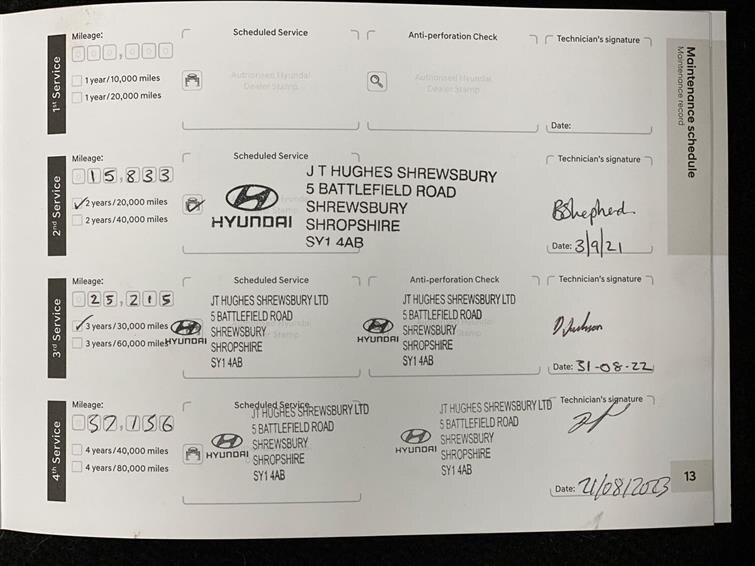 Maintenance schedule
Maintenance record
1st Service
Mileage:
000,000
1 year/10,000 miles
1 year/20,000 miles
Scheduled Service
Authorised Hyundai
Dealer Stamp
Anti-perforation Check
Authorised Hyundai
Dealer Stamp
Technician's signature
Date:
2nd Service
Mileage:
015,833
2 years/20,000 miles
2 years/40,000 miles
Scheduled Service
HYUNDAI
J T HUGHES SHREWSBURY
5 BATTLEFIELD ROAD
SHREWSBURY
SHROPSHIRE
SY1 4AB
Technician's signature
BShepherd
Date: 3/9/21
3rd Service
Mileage:
025,215
3 years/30,000 miles
3 years/60,000 miles
Scheduled Service
HYUNDAI
JT HUGHES SHREWSBURY LTD
5 BATTLEFIELD ROAD
SHREWSBURY
SHROPSHIRE
SY1 4AB
Anti-perforation Check
HYUNDAI
JT HUGHES SHREWSBURY LTD
5 BATTLEFIELD ROAD
SHREWSBURY
SHROPSHIRE
SY1 4AB
Technician's signature
Date: 31-08-22
4th Service
Mileage:
37,156
4 years/40,000 miles
4 years/80,000 miles
Scheduled Service
HYUNDAI
JT HUGHES SHREWSBURY LTD
5 BATTLEFIELD ROAD
SHREWSBURY
SHROPSHIRE
SY1 4AB
HYUNDAI
JT HUGHES SHREWSBURY LTD
5 BATTLEFIELD ROAD
SHREWSBURY
SHROPSHIRE
SY1 4AB
Technician's signature
Date: 21/08/2023
13